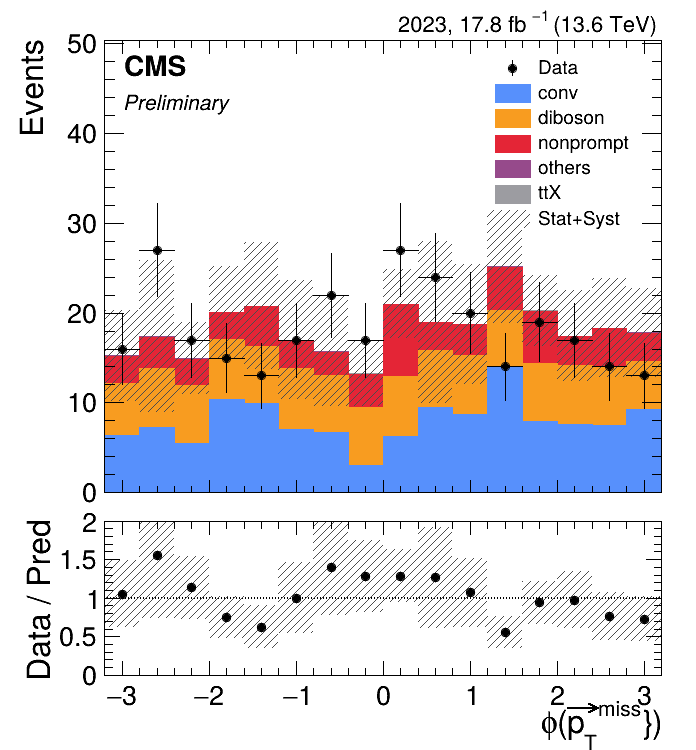 2023, 17.8 fb⁻¹ (13.6 TeV)
CMS
Preliminary
Events
50
40
30
20
10
0
Data
conv
diboson
nonprompt
others
ttX
Stat+Syst
Data / Pred
2
1.5
1
0.5
0
−3 −2 −1 0 1 2 3
ϕ(p⃗_T^miss})